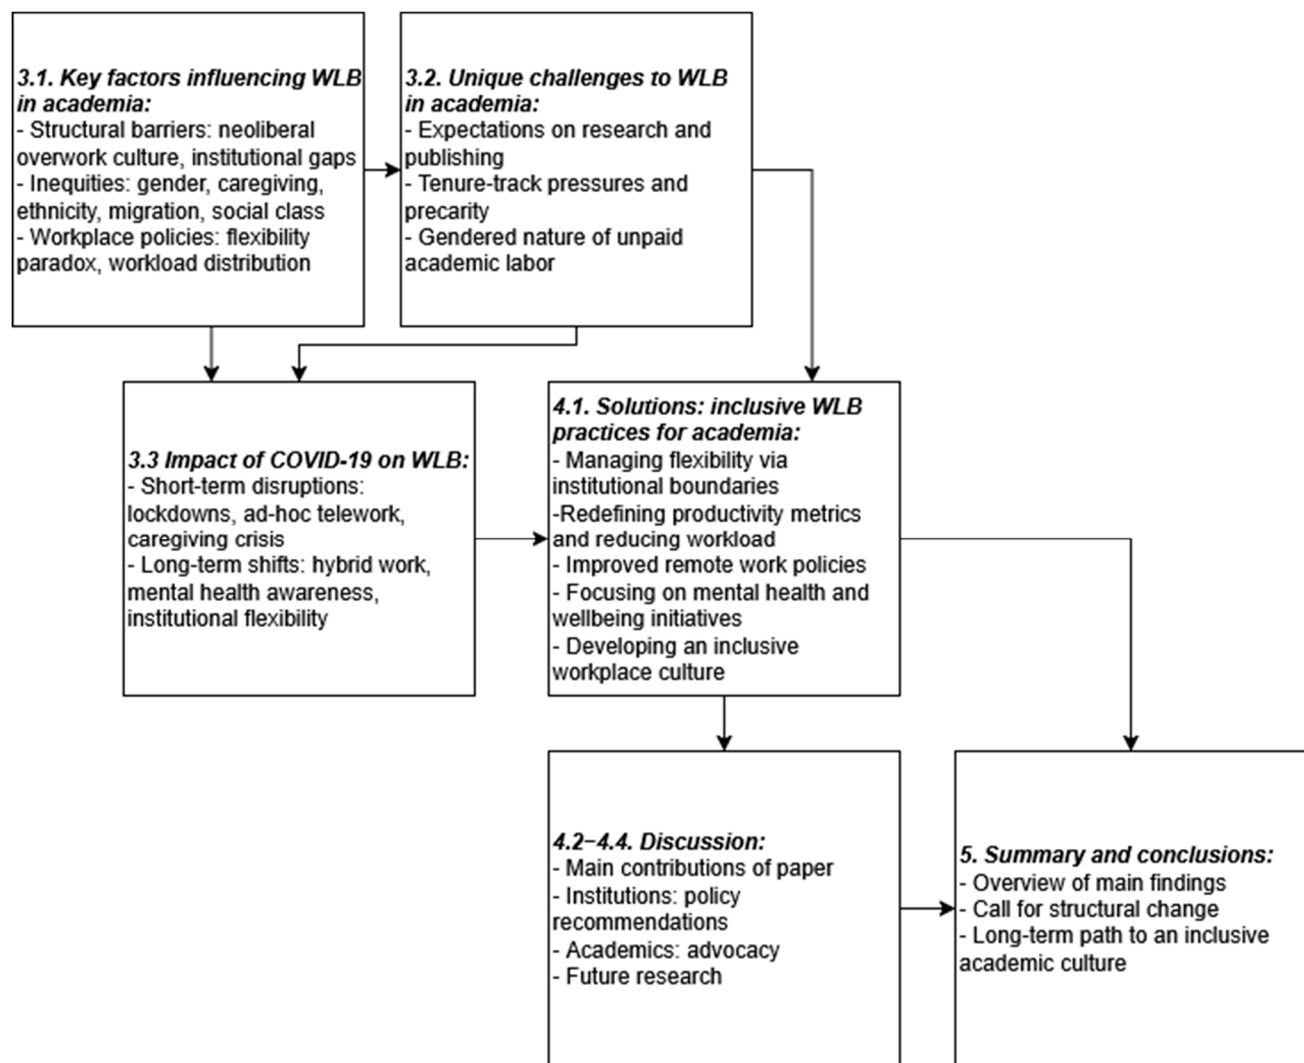 3.1. Key factors influencing WLB
in academia:
- Structural barriers: neoliberal
overwork culture, institutional gaps
- Inequities: gender, caregiving,
ethnicity, migration, social class
- Workplace policies: flexibility
paradox, workload distribution
3.2. Unique challenges to WLB
in academia:
- Expectations on research and
publishing
- Tenure-track pressures and
precarity
- Gendered nature of unpaid
academic labor
3.3 Impact of COVID-19 on WLB:
- Short-term disruptions:
lockdowns, ad-hoc telework,
caregiving crisis
- Long-term shifts: hybrid work,
mental health awareness,
institutional flexibility
4.1. Solutions: inclusive WLB
practices for academia:
- Managing flexibility via
institutional boundaries
-Redefining productivity metrics
and reducing workload
- Improved remote work policies
- Focusing on mental health and
wellbeing initiatives
- Developing an inclusive
workplace culture
4.2–4.4. Discussion:
- Main contributions of paper
- Institutions: policy
recommendations
- Academics: advocacy
- Future research
5. Summary and conclusions:
- Overview of main findings
- Call for structural change
- Long-term path to an inclusive
academic culture